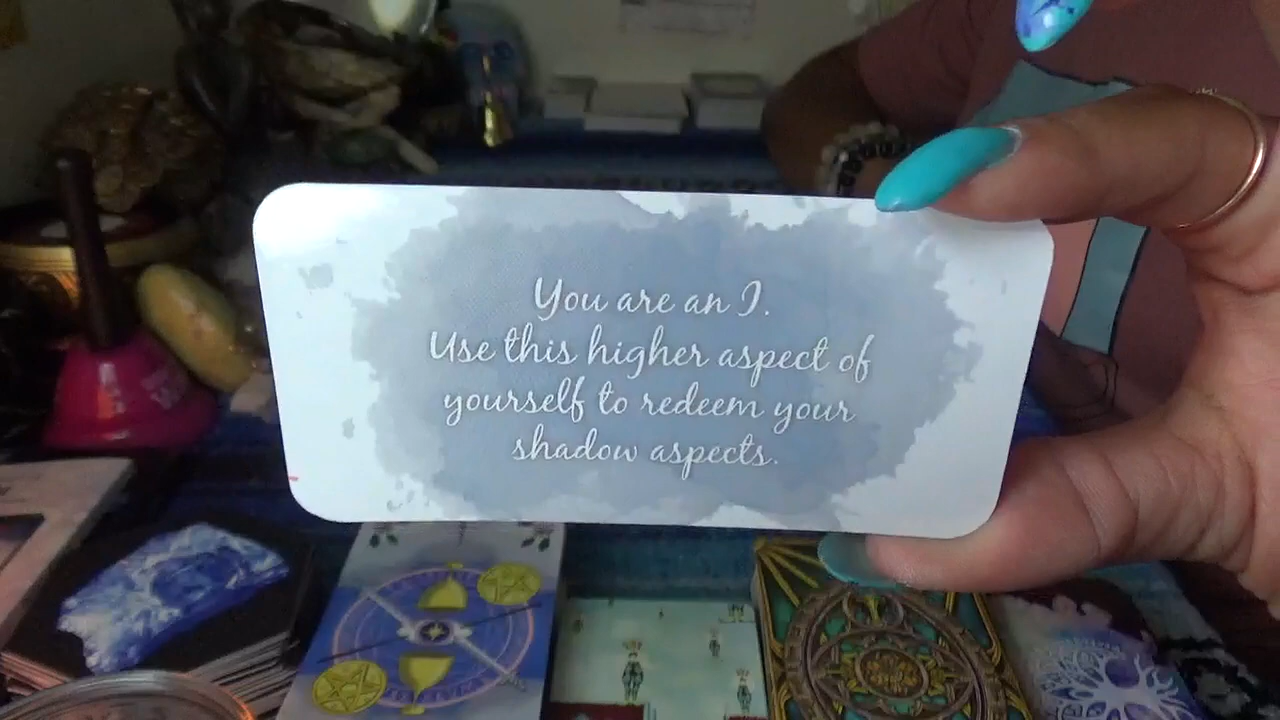 You are an I.
Use this higher aspect of
yourself to redeem your
shadow aspects.